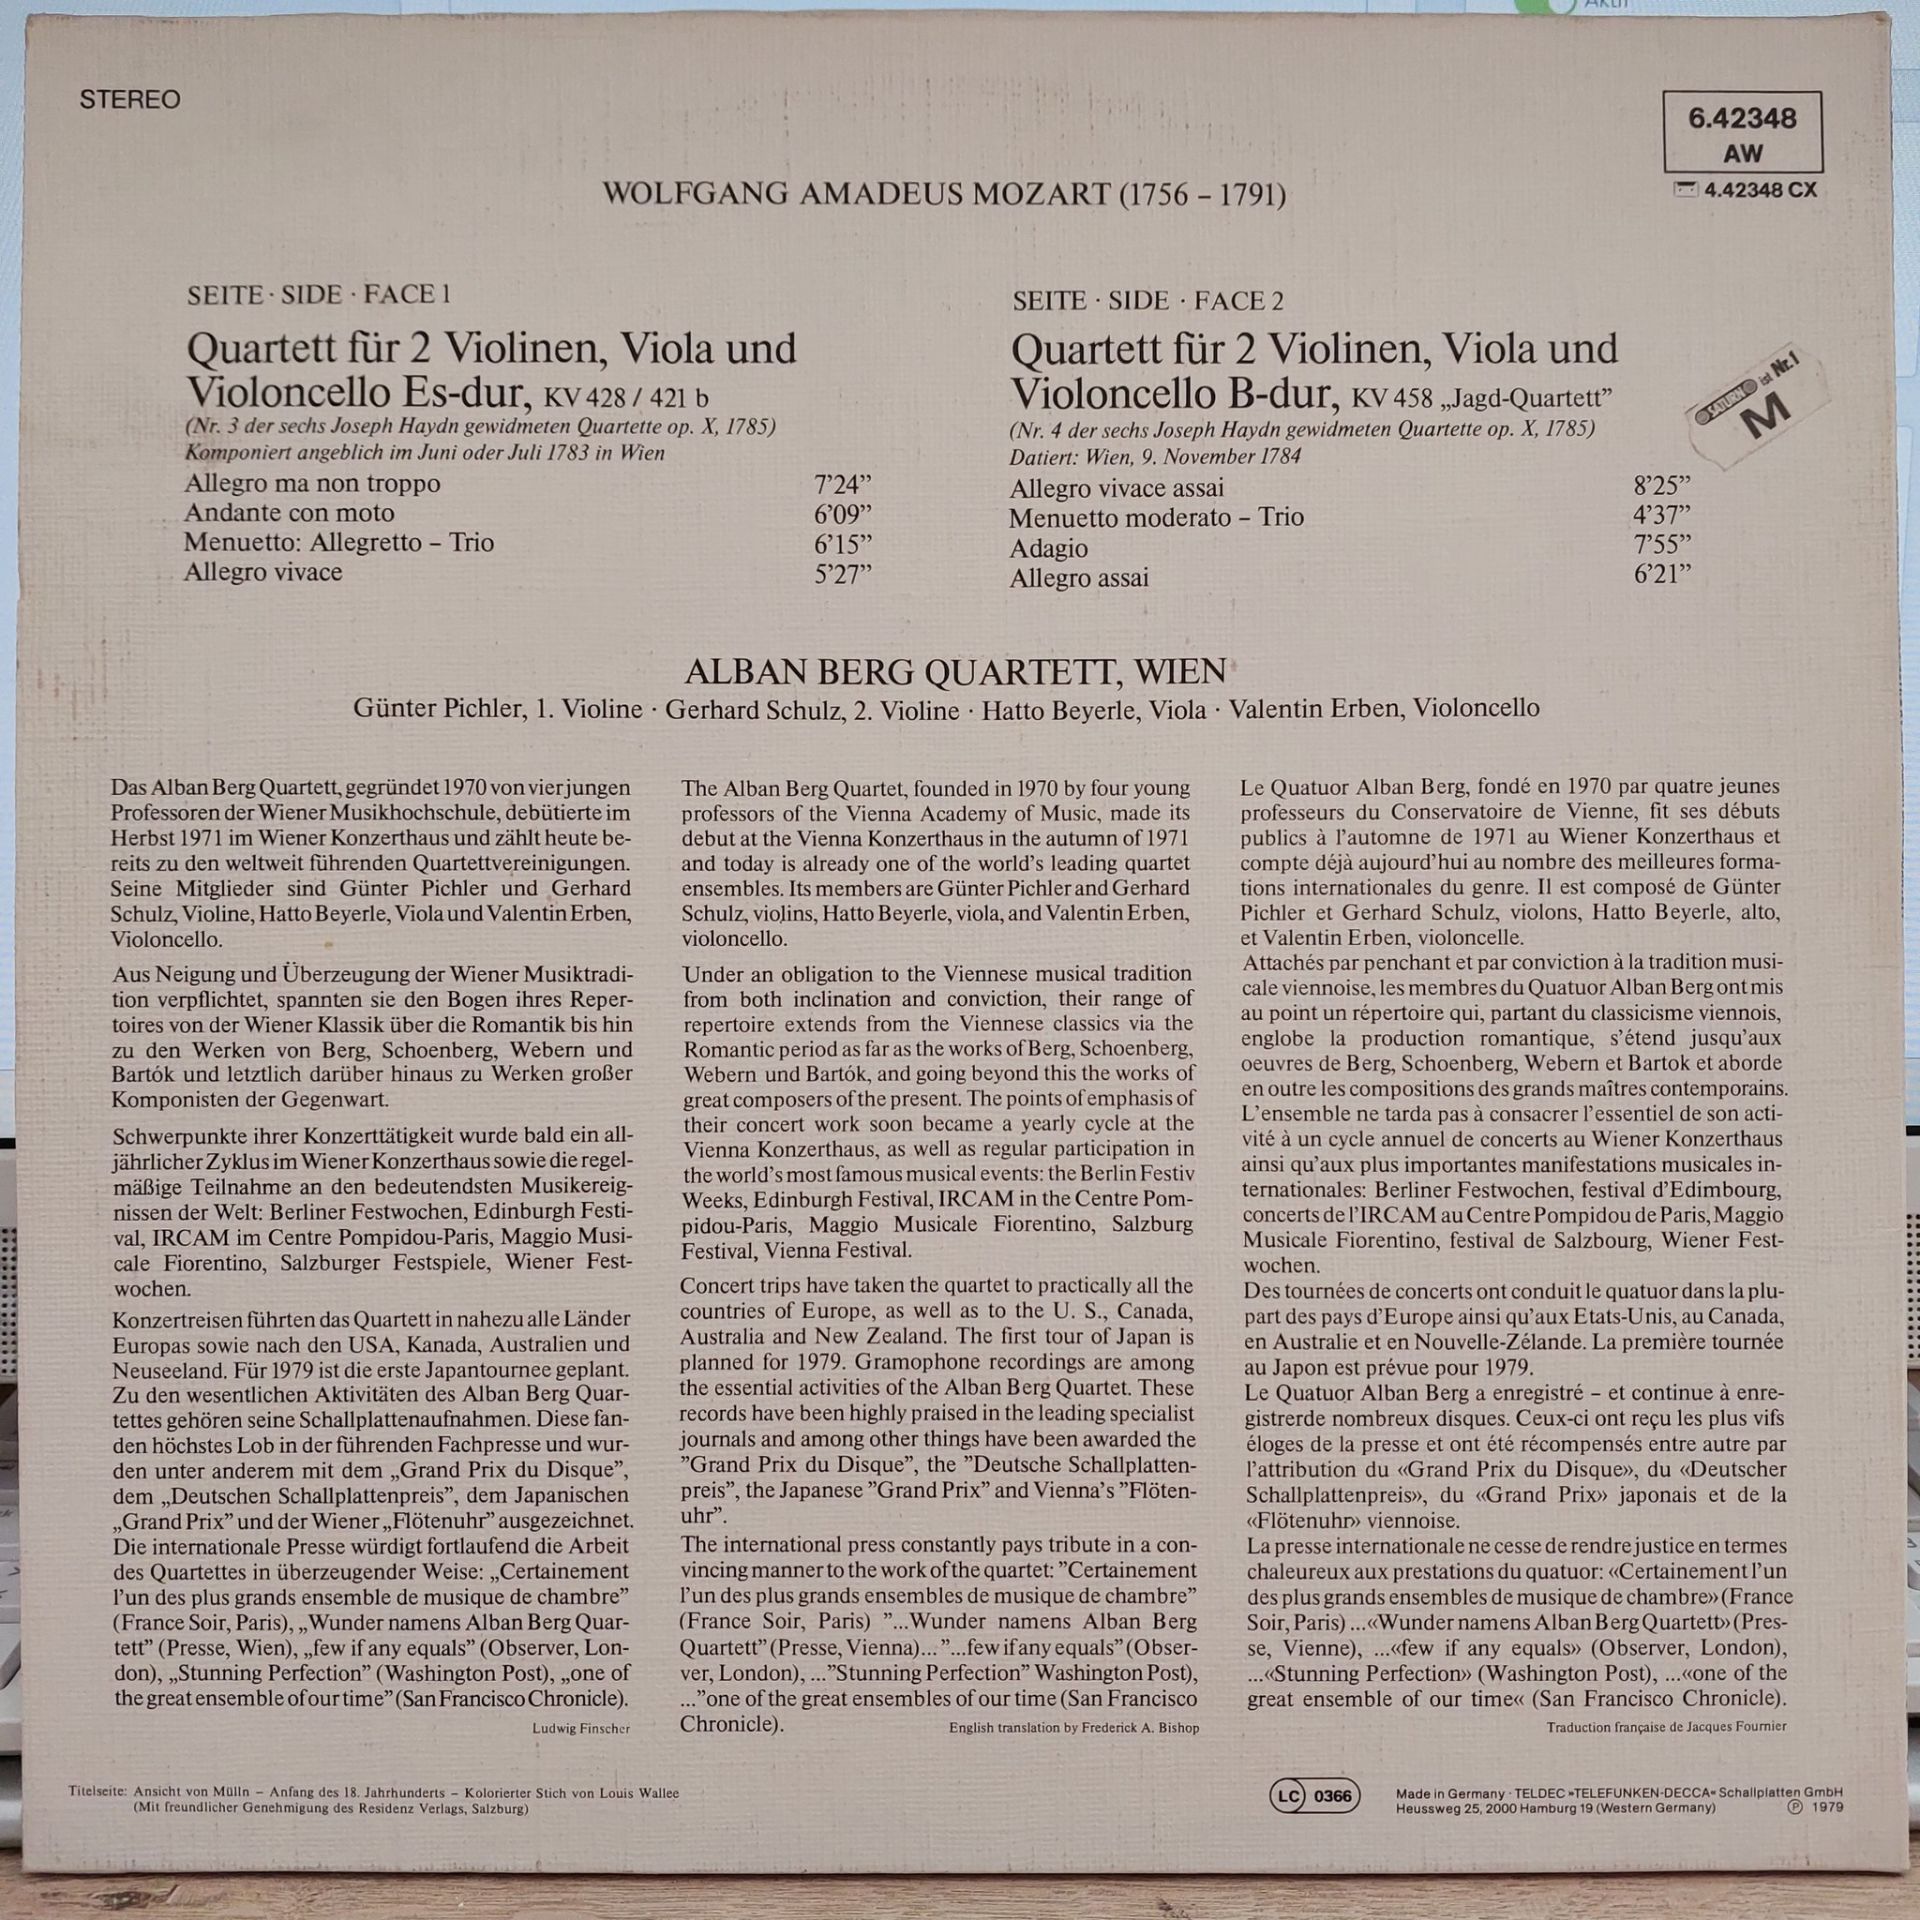 STEREO
6.42348
AW
4.42348 CX
WOLFGANG AMADEUS MOZART (1756 – 1791)
SEITE · SIDE · FACE 1
Quartett für 2 Violinen, Viola und
Violoncello Es-dur, KV 428 / 421 b
(Nr. 3 der sechs Joseph Haydn gewidmeten Quartette op. X, 1785)
Komponiert angeblich im Juni oder Juli 1783 in Wien
Allegro ma non troppo 7’24”
Andante con moto 6’09”
Menuetto: Allegretto – Trio 6’15”
Allegro vivace 5’27”
SEITE · SIDE · FACE 2
Quartett für 2 Violinen, Viola und
Violoncello B-dur, KV 458 „Jagd-Quartett”
(Nr. 4 der sechs Joseph Haydn gewidmeten Quartette op. X, 1785)
Datiert: Wien, 9. November 1784
Allegro vivace assai 8’25”
Menuetto moderato – Trio 4’37”
Adagio 7’55”
Allegro assai 6’21”
SATURN ist Nr.1
M
ALBAN BERG QUARTETT, WIEN
Günter Pichler, 1. Violine · Gerhard Schulz, 2. Violine · Hatto Beyerle, Viola · Valentin Erben, Violoncello
Das Alban Berg Quartett, gegründet 1970 von vier jungen
Professoren der Wiener Musikhochschule, debütierte im
Herbst 1971 im Wiener Konzerthaus und zählt heute be-
reits zu den weltweit führenden Quartettvereinigungen.
Seine Mitglieder sind Günter Pichler und Gerhard
Schulz, Violine, Hatto Beyerle, Viola und Valentin Erben,
Violoncello.
Aus Neigung und Überzeugung der Wiener Musiktradi-
tion verpflichtet, spannten sie den Bogen ihres Reper-
toires von der Wiener Klassik über die Romantik bis hin
zu den Werken von Berg, Schoenberg, Webern und
Bartók und letztlich darüber hinaus zu Werken großer
Komponisten der Gegenwart.
Schwerpunkte ihrer Konzerttätigkeit wurde bald ein all-
jährlicher Zyklus im Wiener Konzerthaus sowie die regel-
mäßige Teilnahme an den bedeutendsten Musikereig-
nissen der Welt: Berliner Festwochen, Edinburgh Festi-
val, IRCAM im Centre Pompidou-Paris, Maggio Musi-
cale Fiorentino, Salzburger Festspiele, Wiener Fest-
wochen.
Konzertreisen führten das Quartett in nahezu alle Länder
Europas sowie nach den USA, Kanada, Australien und
Neuseeland. Für 1979 ist die erste Japantournee geplant.
Zu den wesentlichen Aktivitäten des Alban Berg Quar-
tettes gehören seine Schallplattenaufnahmen. Diese fan-
den höchstes Lob in der führenden Fachpresse und wur-
den unter anderem mit dem „Grand Prix du Disque”,
dem „Deutschen Schallplattenpreis”, dem Japanischen
„Grand Prix” und der Wiener „Flötenuhr” ausgezeichnet.
Die internationale Presse würdigt fortlaufend die Arbeit
des Quartettes in überzeugender Weise: „Certainement
l’un des plus grands ensemble de musique de chambre”
(France Soir, Paris), „Wunder namens Alban Berg Quar-
tett” (Presse, Wien), „few if any equals” (Observer, Lon-
don), „Stunning Perfection” (Washington Post), „one of
the great ensemble of our time” (San Francisco Chronicle).
Ludwig Finscher
The Alban Berg Quartet, founded in 1970 by four young
professors of the Vienna Academy of Music, made its
debut at the Vienna Konzerthaus in the autumn of 1971
and today is already one of the world’s leading quartet
ensembles. Its members are Günter Pichler and Gerhard
Schulz, violins, Hatto Beyerle, viola, and Valentin Erben,
violoncello.
Under an obligation to the Viennese musical tradition
from both inclination and conviction, their range of
repertoire extends from the Viennese classics via the
Romantic period as far as the works of Berg, Schoenberg,
Webern und Bartók, and going beyond this the works of
great composers of the present. The points of emphasis of
their concert work soon became a yearly cycle at the
Vienna Konzerthaus, as well as regular participation in
the world’s most famous musical events: the Berlin Festiv
Weeks, Edinburgh Festival, IRCAM in the Centre Pom-
pidou-Paris, Maggio Musicale Fiorentino, Salzburg
Festival, Vienna Festival.
Concert trips have taken the quartet to practically all the
countries of Europe, as well as to the U. S., Canada,
Australia and New Zealand. The first tour of Japan is
planned for 1979. Gramophone recordings are among
the essential activities of the Alban Berg Quartet. These
records have been highly praised in the leading specialist
journals and among other things have been awarded the
”Grand Prix du Disque”, the ”Deutsche Schallplatten-
preis”, the Japanese ”Grand Prix” and Vienna’s ”Flöten-
uhr”.
The international press constantly pays tribute in a con-
vincing manner to the work of the quartet: ”Certainement
l’un des plus grands ensembles de musique de chambre”
(France Soir, Paris) ”...Wunder namens Alban Berg
Quartett” (Presse, Vienna)... ”...few if any equals” (Obser-
ver, London), ...”Stunning Perfection” Washington Post),
...”one of the great ensembles of our time (San Francisco
Chronicle).
English translation by Frederick A. Bishop
Le Quatuor Alban Berg, fondé en 1970 par quatre jeunes
professeurs du Conservatoire de Vienne, fit ses débuts
publics à l’automne de 1971 au Wiener Konzerthaus et
compte déjà aujourd’hui au nombre des meilleures forma-
tions internationales du genre. Il est composé de Günter
Pichler et Gerhard Schulz, violons, Hatto Beyerle, alto,
et Valentin Erben, violoncelle.
Attachés par penchant et par conviction à la tradition musi-
cale viennoise, les membres du Quatuor Alban Berg ont mis
au point un répertoire qui, partant du classicisme viennois,
englobe la production romantique, s’étend jusqu’aux
oeuvres de Berg, Schoenberg, Webern et Bartok et aborde
en outre les compositions des grands maîtres contemporains.
L’ensemble ne tarda pas à consacrer l’essentiel de son acti-
vité à un cycle annuel de concerts au Wiener Konzerthaus
ainsi qu’aux plus importantes manifestations musicales in-
ternationales: Berliner Festwochen, festival d’Edimbourg,
concerts de l’IRCAM au Centre Pompidou de Paris, Maggio
Musicale Fiorentino, festival de Salzbourg, Wiener Fest-
wochen.
Des tournées de concerts ont conduit le quatuor dans la plu-
part des pays d’Europe ainsi qu’aux Etats-Unis, au Canada,
en Australie et en Nouvelle-Zélande. La première tournée
au Japon est prévue pour 1979.
Le Quatuor Alban Berg a enregistré – et continue à enre-
gistrerde nombreux disques. Ceux-ci ont reçu les plus vifs
éloges de la presse et ont été récompensés entre autre par
l’attribution du «Grand Prix du Disque», du «Deutscher
Schallplattenpreis», du «Grand Prix» japonais et de la
«Flötenuhr» viennoise.
La presse internationale ne cesse de rendre justice en termes
chaleureux aux prestations du quatuor: «Certainement l’un
des plus grands ensembles de musique de chambre» (France
Soir, Paris) ...«Wunder namens Alban Berg Quartett» (Pres-
se, Vienne), ...«few if any equals» (Observer, London),
...«Stunning Perfection» (Washington Post), ...«one of the
great ensemble of our time« (San Francisco Chronicle).
Traduction française de Jacques Fournier
Titelseite: Ansicht von Mülln – Anfang des 18. Jahrhunderts – Kolorierter Stich von Louis Wallee
(Mit freundlicher Genehmigung des Residenz Verlags, Salzburg)
LC 0366
Made in Germany · TELDEC »TELEFUNKEN-DECCA« Schallplatten GmbH
Heussweg 25, 2000 Hamburg 19 (Western Germany) ℗ 1979